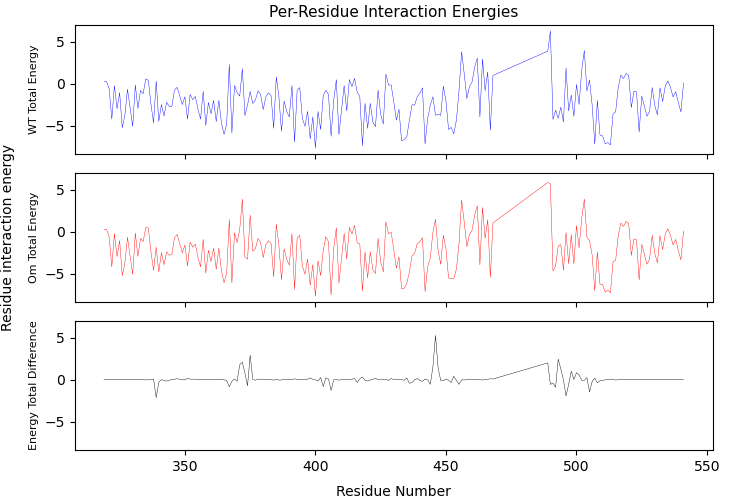 Per-Residue Interaction Energies
Residue interaction energy
WT Total Energy
5
0
−5
Om Total Energy
5
0
−5
Energy Total Difference
5
0
−5
350
400
450
500
550
Residue Number